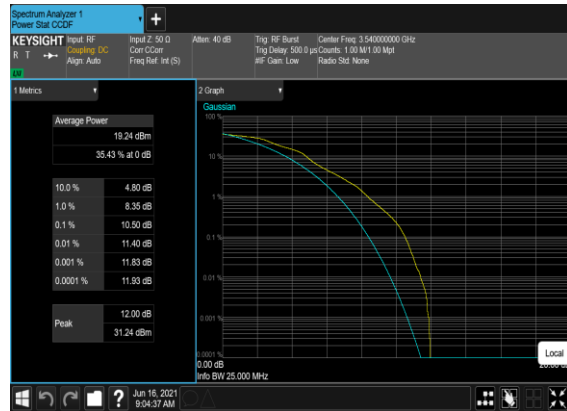 Spectrum Analyzer 1
Power Stat CCDF
+
KEYSIGHT
R T
Input: RF
Coupling: DC
Align: Auto
Input Z: 50 Ω
Corr CCorr
Freq Ref: Int (S)
Atten: 40 dB
Trig: RF Burst
Trig Delay: 500.0 µs
#IF Gain: Low
Center Freq: 3.540000000 GHz
Counts: 1.00 M/1.00 Mpt
Radio Std: None
1 Metrics
Average Power
19.24 dBm
35.43 % at 0 dB
10.0 % 4.80 dB
1.0 % 8.35 dB
0.1 % 10.50 dB
0.01 % 11.40 dB
0.001 % 11.83 dB
0.0001 % 11.93 dB
Peak
12.00 dB
31.24 dBm
2 Graph
Gaussian
100 %
10 %
1 %
0.1 %
0.01 %
0.001 %
0.0001 %
0.00 dB
Info BW 25.000 MHz
Local
?
Jun 16, 2021
9:04:37 AM